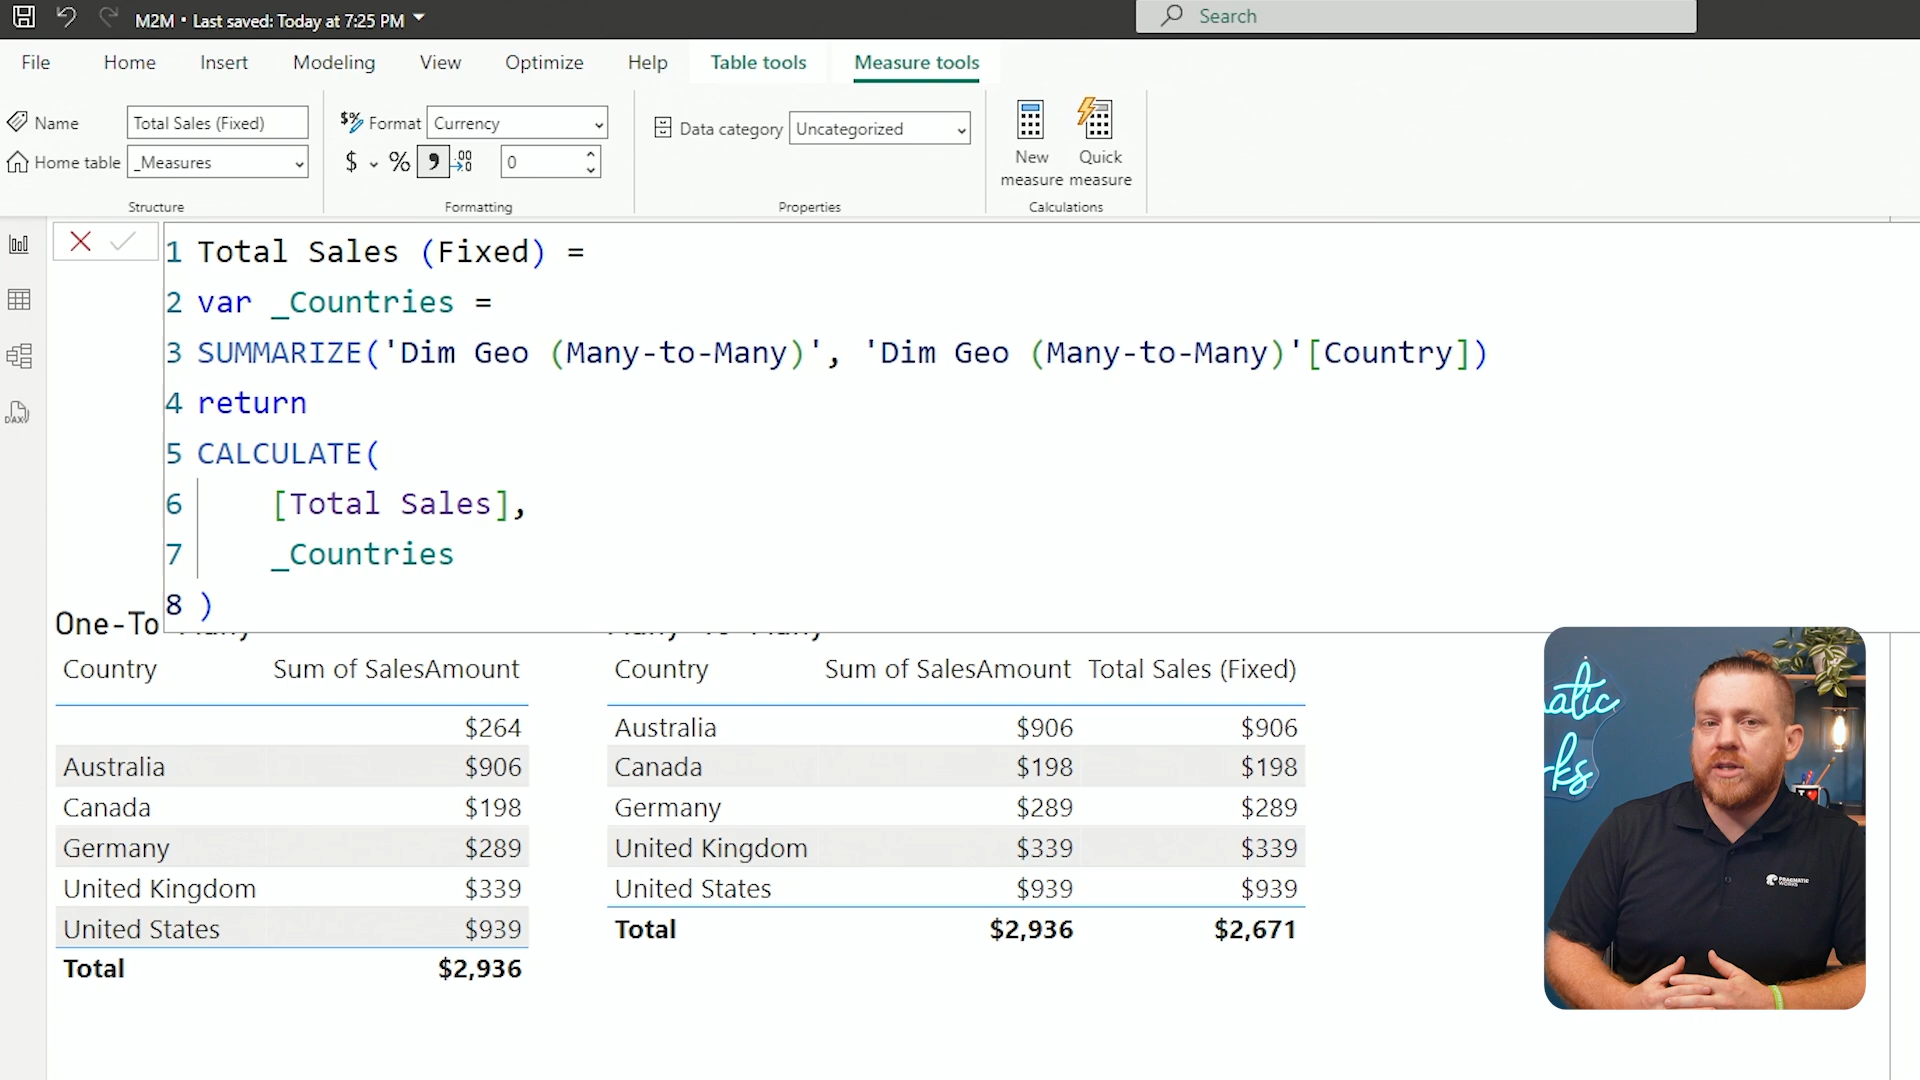 M2M • Last saved: Today at 7:25 PM
Search
File Home Insert Modeling View Optimize Help Table tools Measure tools
Name Total Sales (Fixed)
Home table _Measures
Structure
$% Format Currency
$ % , .00 0
Formatting
Data category Uncategorized
Properties
New measure
Quick measure
Calculations
DAX
1 Total Sales (Fixed) =
2 var _Countries =
3 SUMMARIZE('Dim Geo (Many-to-Many)', 'Dim Geo (Many-to-Many)'[Country])
4 return
5 CALCULATE(
6 [Total Sales],
7 _Countries
8 )
One-To
Country Sum of SalesAmount
$264
Australia $906
Canada $198
Germany $289
United Kingdom $339
United States $939
Total $2,936
Country Sum of SalesAmount Total Sales (Fixed)
Australia $906 $906
Canada $198 $198
Germany $289 $289
United Kingdom $339 $339
United States $939 $939
Total $2,936 $2,671
atic
rks
PRAGMATIC
WORKS